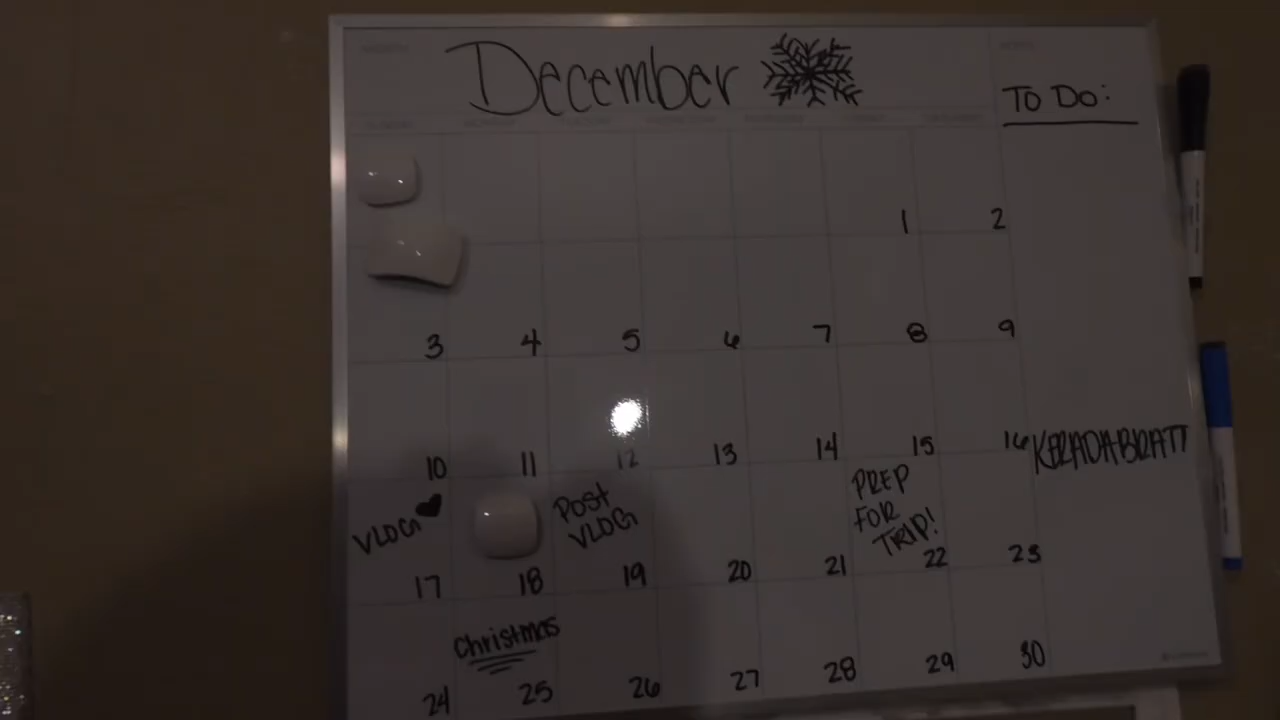 December
To Do:
1 2
3 4 5 6 7 8 9
10 11 12 13 14 15 16
KERADABRATT
VLOG
POST
VLOG
PREP
FOR
TRIP!
17 18 19 20 21 22 23
Christmas
24 25 26 27 28 29 30